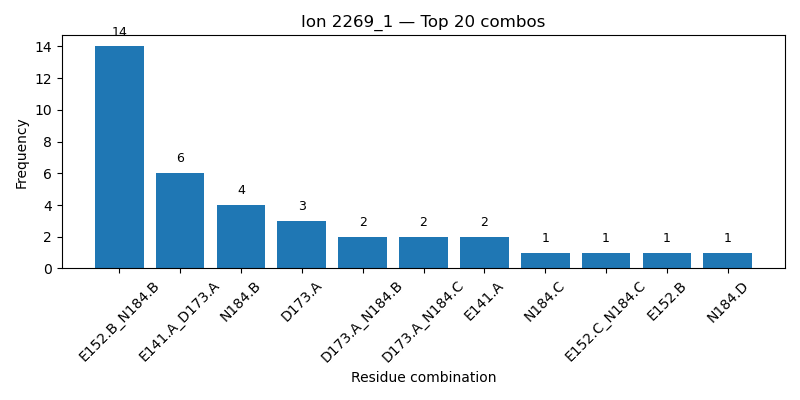 Ion 2269_1 — Top 20 combos
Frequency
14
12
10
8
6
4
2
0
14
6
4
3
2
2
2
1
1
1
1
E152.B_N184.B
E141.A_D173.A
N184.B
D173.A
D173.A_N184.B
D173.A_N184.C
E141.A
N184.C
E152.C_N184.C
E152.B
N184.D
Residue combination